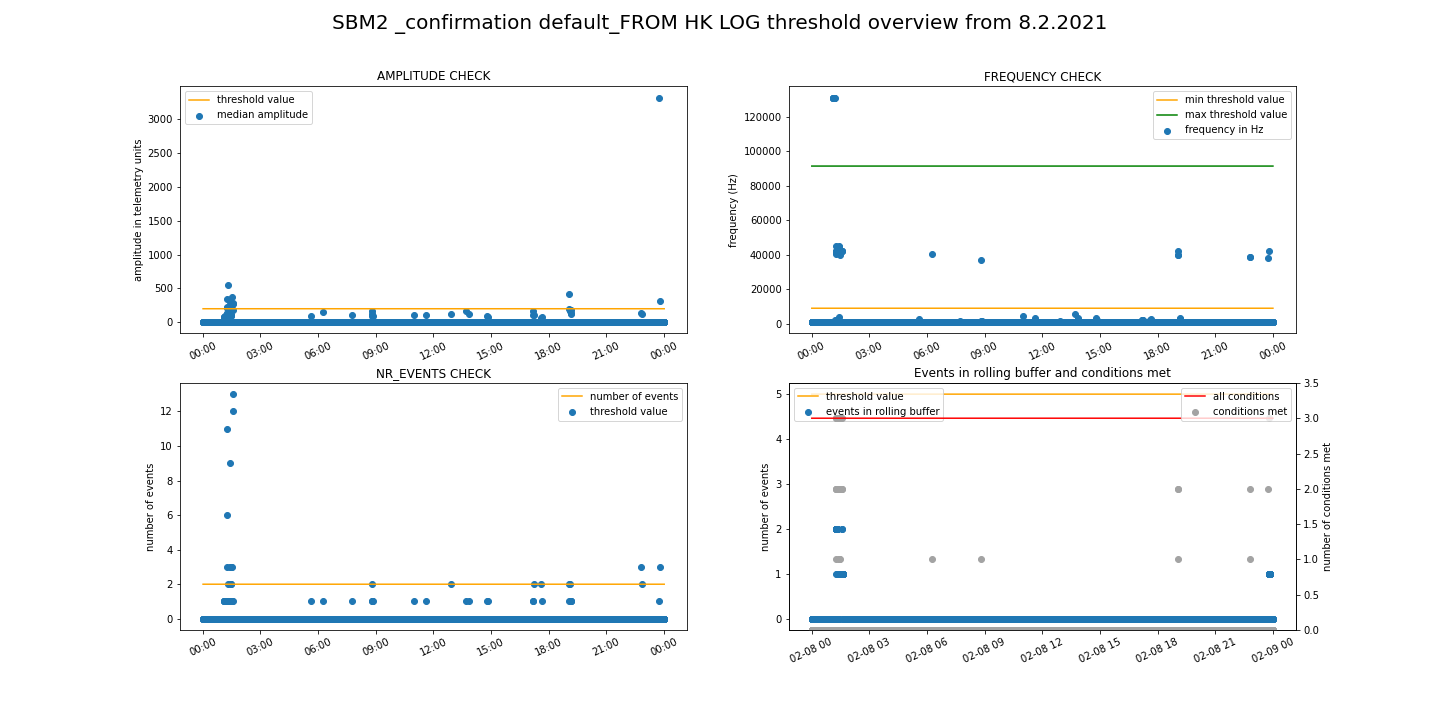 SBM2 _confirmation default_FROM HK LOG threshold overview from 8.2.2021
AMPLITUDE CHECK
threshold value
median amplitude
amplitude in telemetry units
3000
2500
2000
1500
1000
500
0
00:00 03:00 06:00 09:00 12:00 15:00 18:00 21:00 00:00
FREQUENCY CHECK
min threshold value
max threshold value
frequency in Hz
frequency (Hz)
120000
100000
80000
60000
40000
20000
0
00:00 03:00 06:00 09:00 12:00 15:00 18:00 21:00 00:00
NR_EVENTS CHECK
number of events
threshold value
number of events
12
10
8
6
4
2
0
00:00 03:00 06:00 09:00 12:00 15:00 18:00 21:00 00:00
Events in rolling buffer and conditions met
threshold value
events in rolling buffer
all conditions
conditions met
number of events
5
4
3
2
1
0
3.5
3.0
2.5
2.0
1.5
1.0
0.5
0.0
number of conditions met
02-08 00 02-08 03 02-08 06 02-08 09 02-08 12 02-08 15 02-08 18 02-08 21 02-09 00